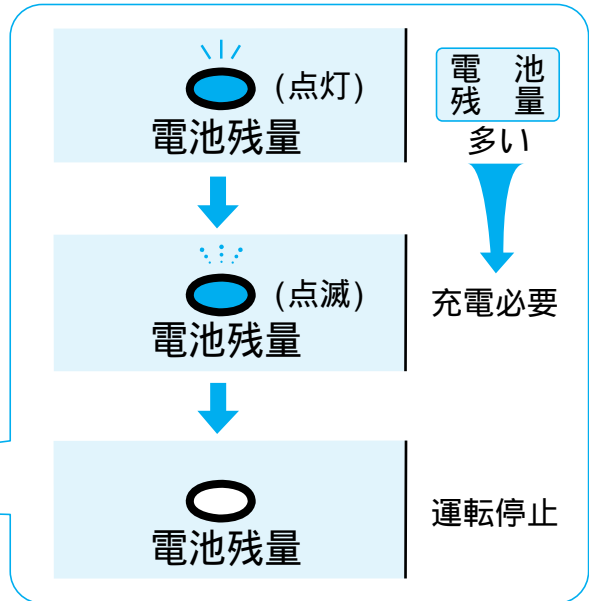 (点灯)
電池残量
電池
残量
多い
(点滅)
電池残量
充電必要
電池残量
運転停止